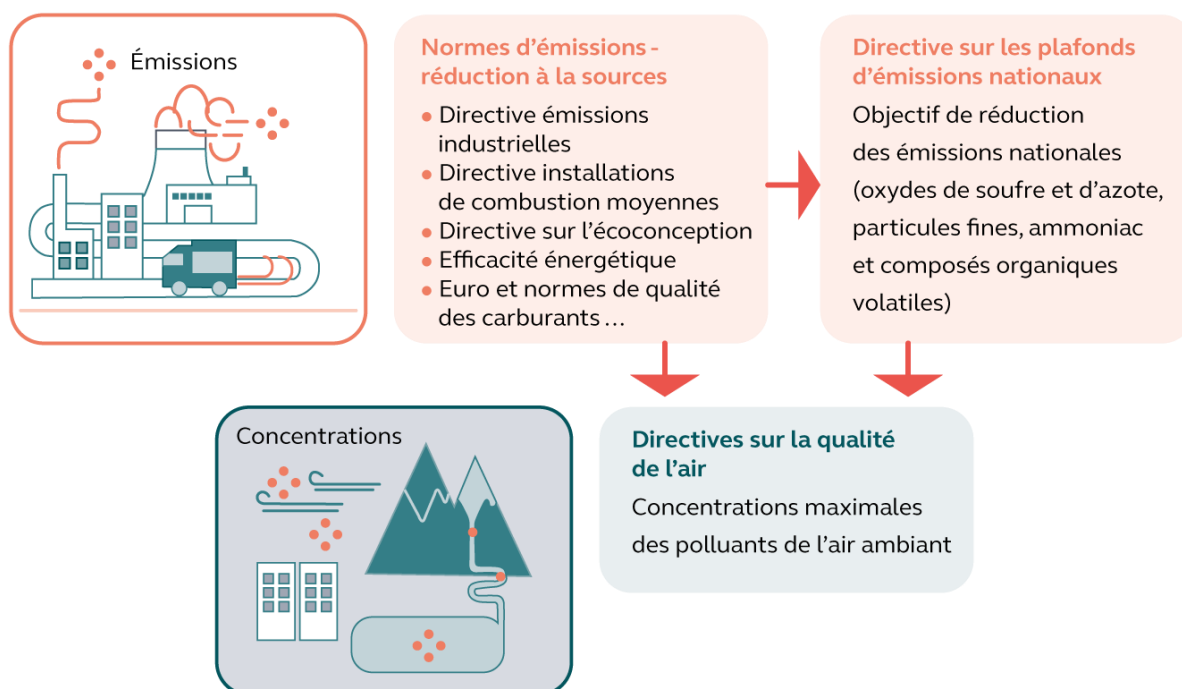 Émissions
Normes d’émissions -
réduction à la sources
• Directive émissions
industrielles
• Directive installations
de combustion moyennes
• Directive sur l’écoconception
• Efficacité énergétique
• Euro et normes de qualité
des carburants ...
Directive sur les plafonds
d’émissions nationaux
Objectif de réduction
des émissions nationales
(oxydes de soufre et d’azote,
particules fines, ammoniac
et composés organiques
volatiles)
Concentrations
Directives sur la qualité
de l’air
Concentrations maximales
des polluants de l’air ambiant